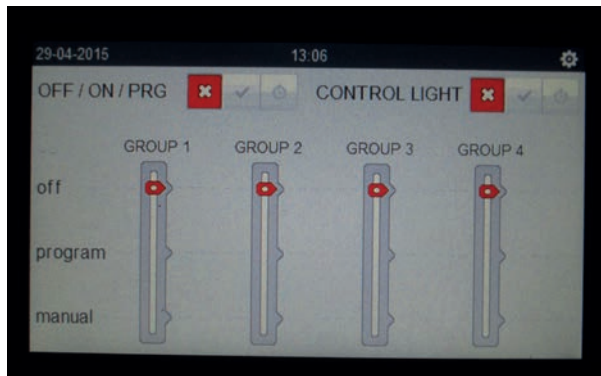 29-04-2015 13:06
OFF / ON / PRG CONTROL LIGHT
GROUP 1 GROUP 2 GROUP 3 GROUP 4
off
program
manual